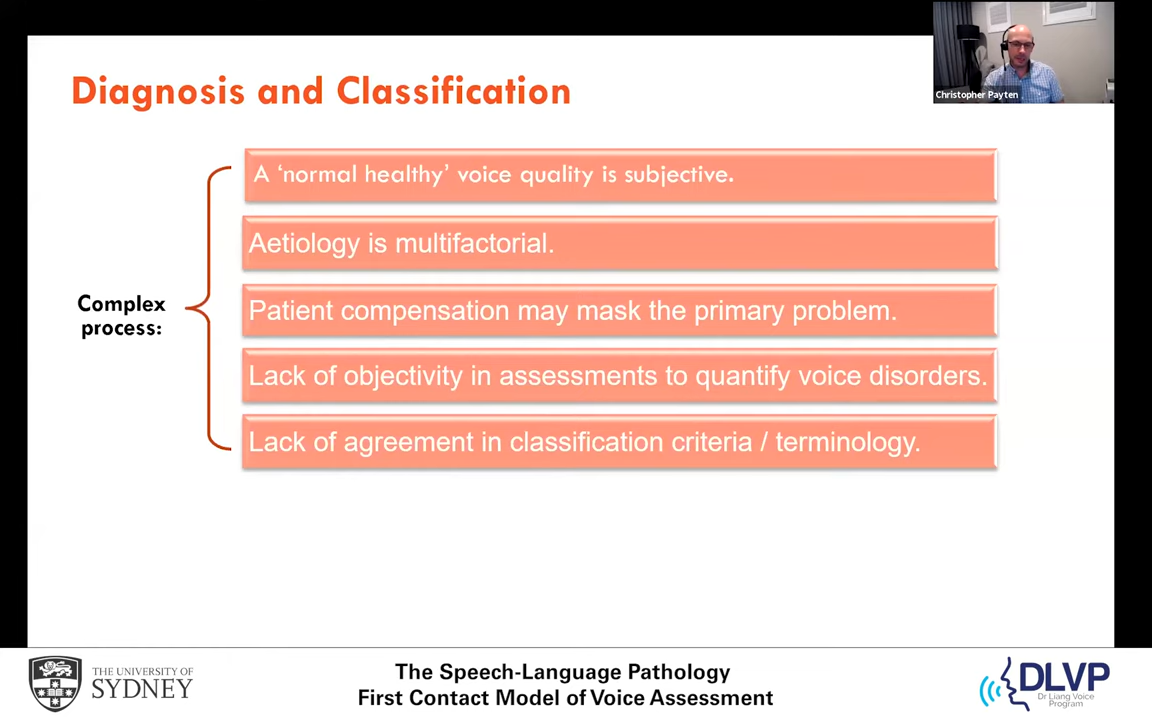 Diagnosis and Classification
Christopher Payten
Complex
process:
A ‘normal healthy’ voice quality is subjective.
Aetiology is multifactorial.
Patient compensation may mask the primary problem.
Lack of objectivity in assessments to quantify voice disorders.
Lack of agreement in classification criteria / terminology.
THE UNIVERSITY OF
SYDNEY
The Speech-Language Pathology
First Contact Model of Voice Assessment
DLVP
Dr Liang Voice
Program